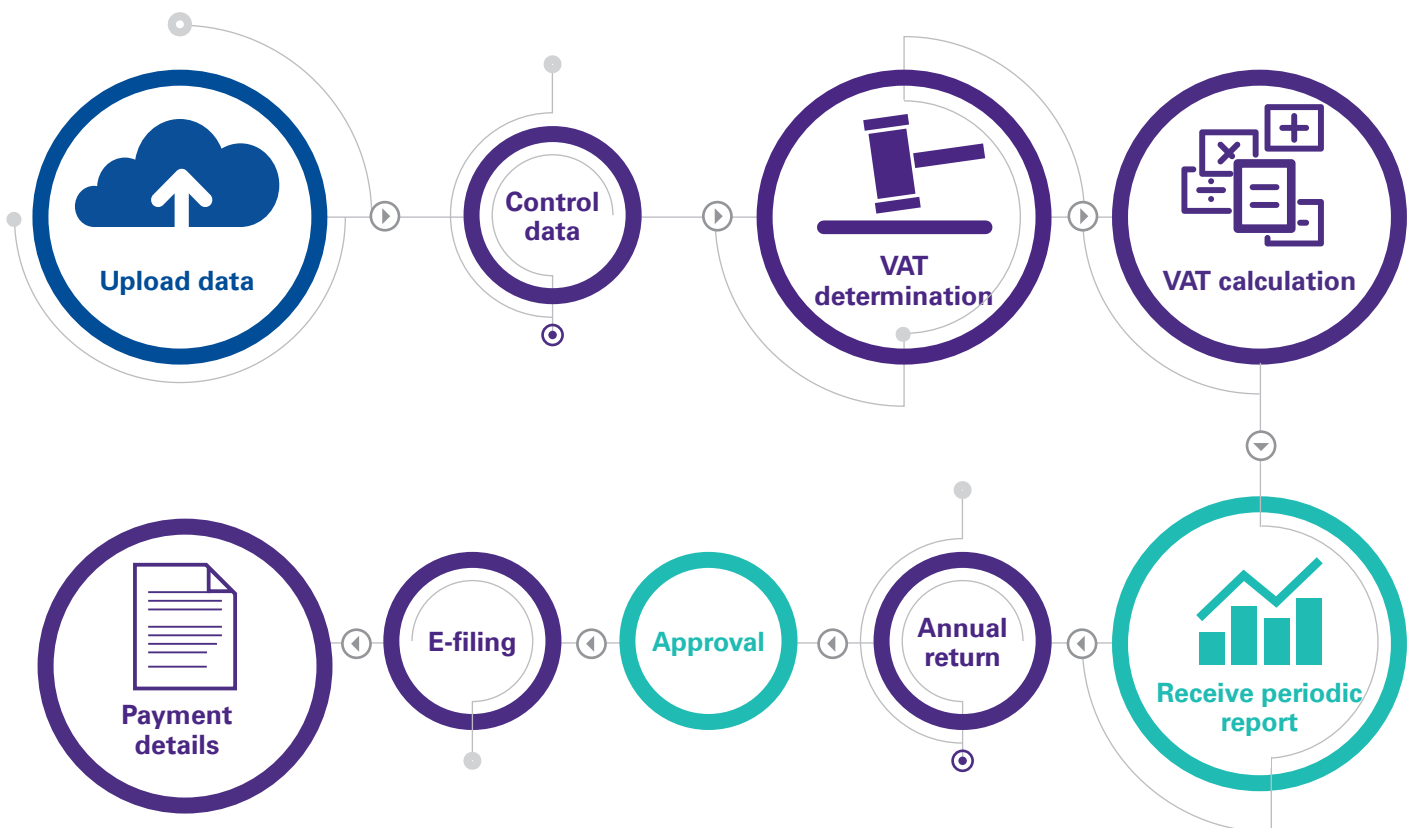 Upload data
Control
data
VAT
determination
VAT calculation
Receive periodic
report
Annual
return
Approval
E-filing
Payment
details